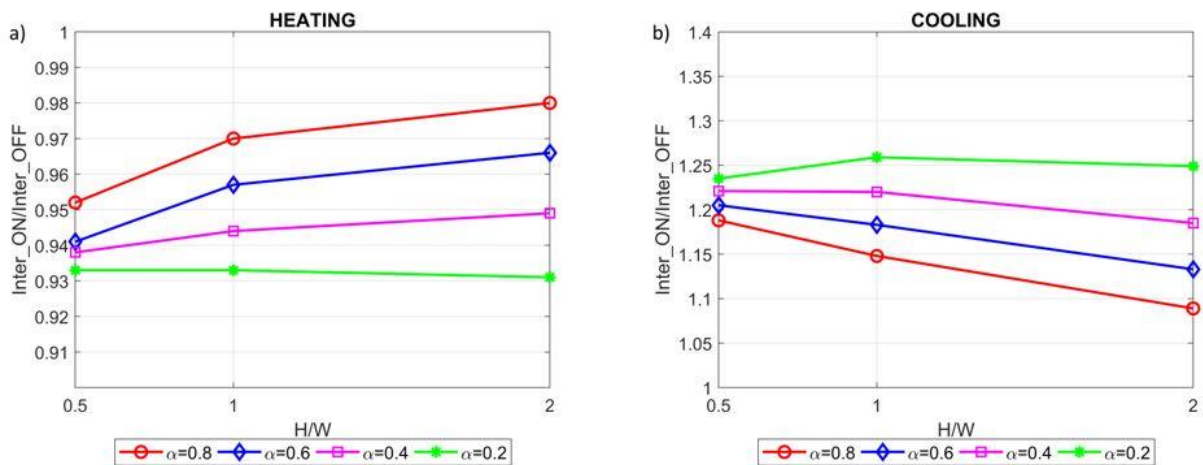 HEATING
a)
1
0.99
0.98
0.97
0.96
0.95
0.94
0.93
0.92
0.91
Inter_ON/Inter_OFF
0.5 1 2
H/W
α=0.8 α=0.6 α=0.4 α=0.2
COOLING
b)
1.4
1.35
1.3
1.25
1.2
1.15
1.1
1.05
1
Inter_ON/Inter_OFF
0.5 1 2
H/W
α=0.8 α=0.6 α=0.4 α=0.2